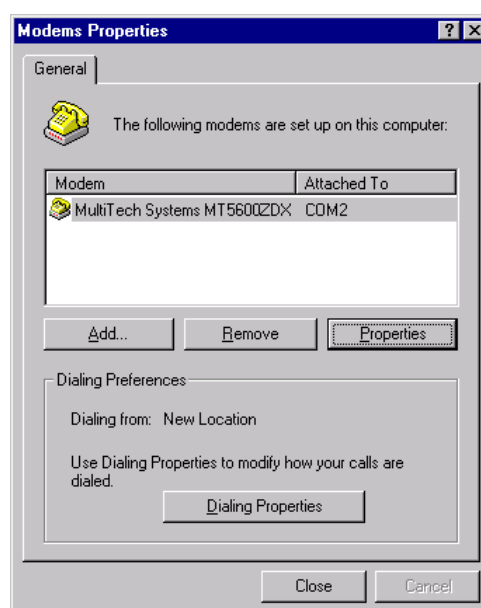 Modems Properties
General
The following modems are set up on this computer:
Modem Attached To
MultiTech Systems MT5600ZDX COM2
Add... Remove Properties
Dialing Preferences
Dialing from: New Location
Use Dialing Properties to modify how your calls are
dialed.
Dialing Properties
Close Cancel